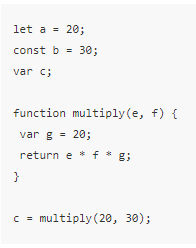 let a = 20;
const b = 30;
var c;

function multiply(e, f) {
 var g = 20;
 return e * f * g;
}

c = multiply(20, 30);